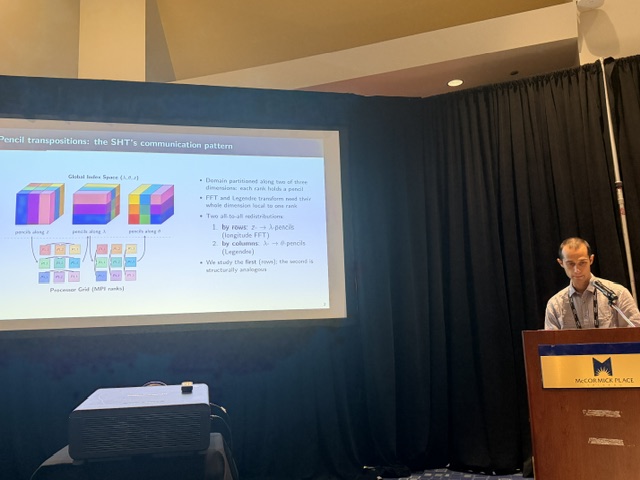 Pencil transpositions: the SHT's communication pattern
Global Index Space
pencils along z
pencils along λ
pencils along θ
Processor Grid (MPI ranks)
• Domain partitioned along two of three
dimensions: each rank holds a pencil
• FFT and Legendre transform need their
whole dimension local to one rank
• Two all-to-all redistributions:
1. by rows: z- → λ-pencils
(longitude FFT)
2. by columns: λ- → θ-pencils
(Legendre)
• We study the first (rows); the second is
structurally analogous
McCORMICK PLACE